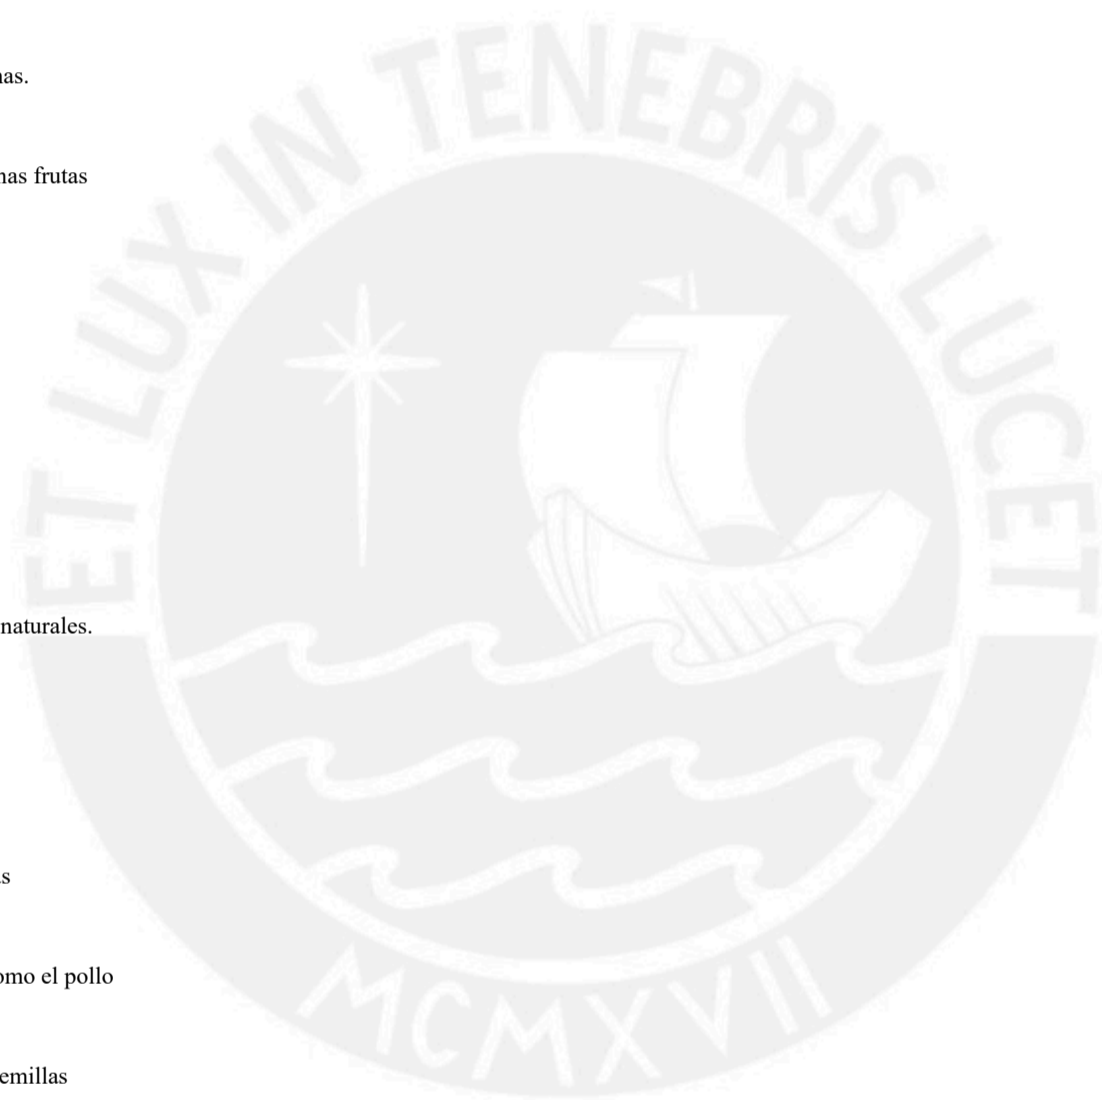 ET LUX IN TENEBRIS LUCET
nas.
nas frutas
naturales.
s
omo el pollo
emillas
MCMXVII